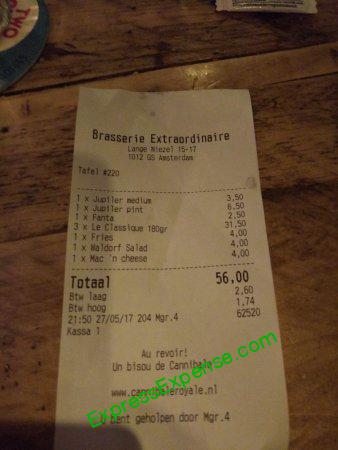 TWO
Brasserie Extraordinaire
Lange Niezel 15-17
1012 GS Amsterdam
Tafel #220
1 x Jupiler medium 3,50
1 x Jupiler pint 6,50
1 x Fanta 2,50
3 x Le Classique 180gr 31,50
1 x Fries 4,00
1 x Waldorf Salad 4,00
1 x Mac 'n cheese 4,00
Totaal 56,00
Btw laag 2,60
Btw hoog 1,74
21:50 27/05/17 204 Mgr.4 62520
Kassa 1
Au revoir!
Un bisou de Cannibale
www.cannibaleroyale.nl
bent geholpen door Mgr.4
ExpressExpense.com